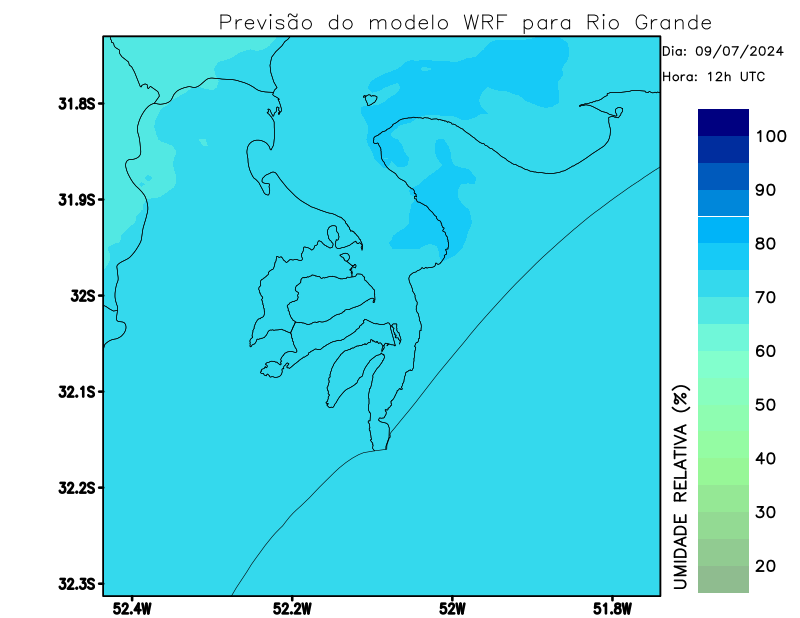 Previsão do modelo WRF para Rio Grande
Dia: 09/07/2024
Hora: 12h UTC
31.8S
31.9S
32S
32.1S
32.2S
32.3S
52.4W
52.2W
52W
51.8W
100
90
80
70
60
50
40
30
20
UMIDADE RELATIVA (%)